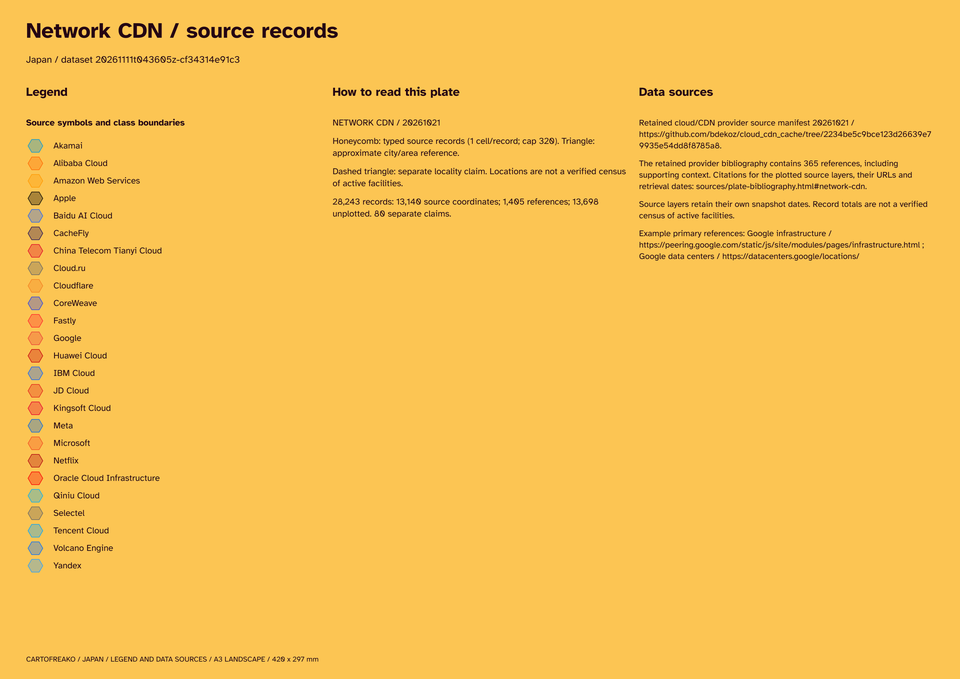 Network CDN / source records
Japan / dataset 20261111t043605z-cf34314e91c3
Legend
Source symbols and class boundaries
Akamai
Alibaba Cloud
Amazon Web Services
Apple
Baidu AI Cloud
CacheFly
China Telecom Tianyi Cloud
Cloud.ru
Cloudflare
CoreWeave
Fastly
Google
Huawei Cloud
IBM Cloud
JD Cloud
Kingsoft Cloud
Meta
Microsoft
Netflix
Oracle Cloud Infrastructure
Qiniu Cloud
Selectel
Tencent Cloud
Volcano Engine
Yandex
How to read this plate
NETWORK CDN / 20261021
Honeycomb: typed source records (1 cell/record; cap 320). Triangle:
approximate city/area reference.
Dashed triangle: separate locality claim. Locations are not a verified census
of active facilities.
28,243 records: 13,140 source coordinates; 1,405 references; 13,698
unplotted. 80 separate claims.
Data sources
Retained cloud/CDN provider source manifest 20261021 /
https://github.com/bdekoz/cloud_cdn_cache/tree/2234be5c9bce123d26639e7
9935e54dd8f8785a8.
The retained provider bibliography contains 365 references, including
supporting context. Citations for the plotted source layers, their URLs and
retrieval dates: sources/plate-bibliography.html#network-cdn.
Source layers retain their own snapshot dates. Record totals are not a verified
census of active facilities.
Example primary references: Google infrastructure /
https://peering.google.com/static/js/site/modules/pages/infrastructure.html ;
Google data centers / https://datacenters.google/locations/
CARTOFREAKO / JAPAN / LEGEND AND DATA SOURCES / A3 LANDSCAPE / 420 x 297 mm